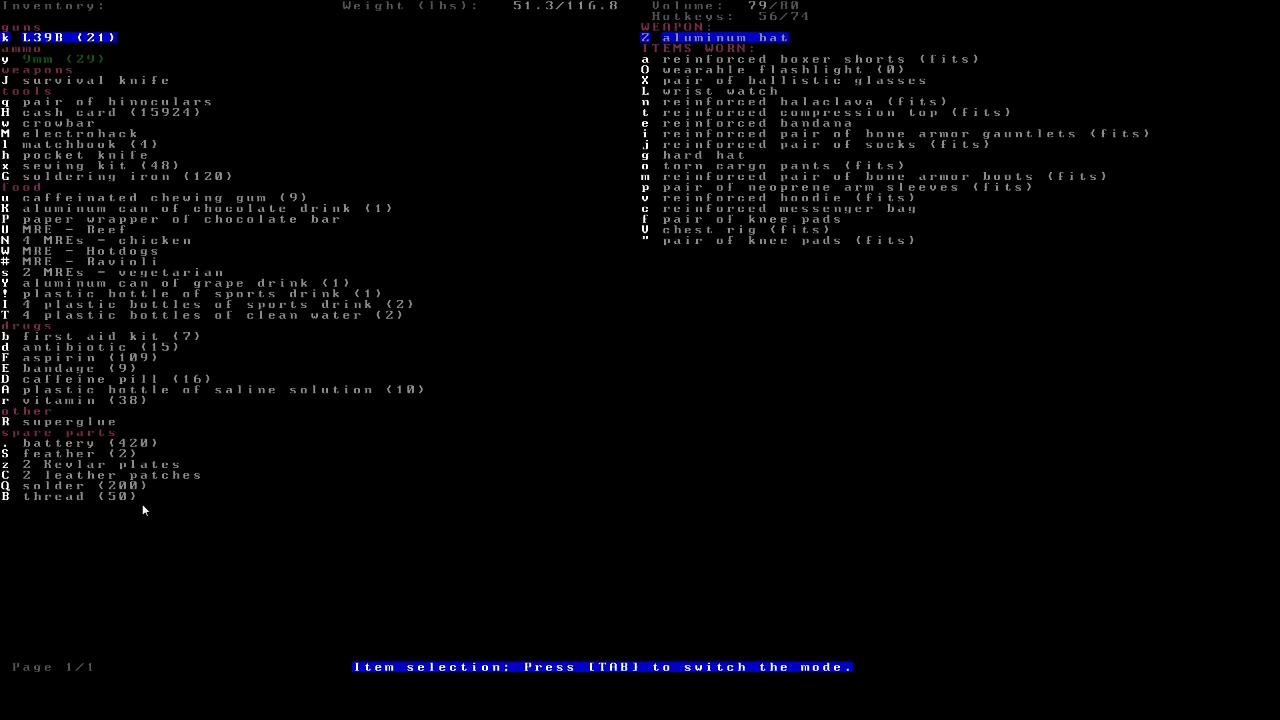 Inventory: Weight (lbs): 51.3/116.8 Volume: 79/80
Hotkeys: 56/74
guns
k L39B (21)
ammo
y 9mm (29)
weapons
J survival knife
tools
q pair of binoculars
H cash card (15924)
w crowbar
M electrohack
l matchbook (4)
h pocket knife
x sewing kit (48)
G soldering iron (120)
food
u caffeinated chewing gum (9)
K aluminum can of chocolate drink (1)
P paper wrapper of chocolate bar
U MRE - Beef
N 4 MREs - chicken
W MRE - Hotdogs
# MRE - Ravioli
s 2 MREs - vegetarian
Y aluminum can of grape drink (1)
! plastic bottle of sports drink (1)
I 4 plastic bottles of sports drink (2)
T 4 plastic bottles of clean water (2)
drugs
b first aid kit (7)
d antibiotic (15)
F aspirin (109)
E bandage (9)
D caffeine pill (16)
A plastic bottle of saline solution (10)
r vitamin (38)
other
R superglue
spare parts
. battery (420)
S feather (2)
z 2 Kevlar plates
C 2 leather patches
Q solder (200)
B thread (50)
WEAPON:
Z aluminum bat
ITEMS WORN:
a reinforced boxer shorts (fits)
O wearable flashlight (0)
X pair of ballistic glasses
L wrist watch
n reinforced balaclava (fits)
t reinforced compression top (fits)
e reinforced bandana
i reinforced pair of bone armor gauntlets (fits)
j reinforced pair of socks (fits)
g hard hat
o torn cargo pants (fits)
m reinforced pair of bone armor boots (fits)
p pair of neoprene arm sleeves (fits)
v reinforced hoodie (fits)
c reinforced messenger bag
f pair of knee pads
V chest rig (fits)
" pair of knee pads (fits)
Page 1/1
Item selection: Press [TAB] to switch the mode.